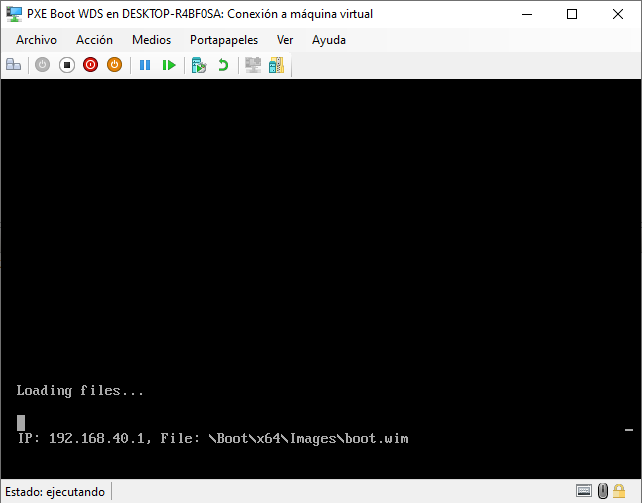 PXE Boot WDS en DESKTOP-R4BF0SA: Conexión a máquina virtual
Archivo Acción Medios Portapapeles Ver Ayuda
Loading files...
IP: 192.168.40.1, File: \Boot\x64\Images\boot.wim
Estado: ejecutando